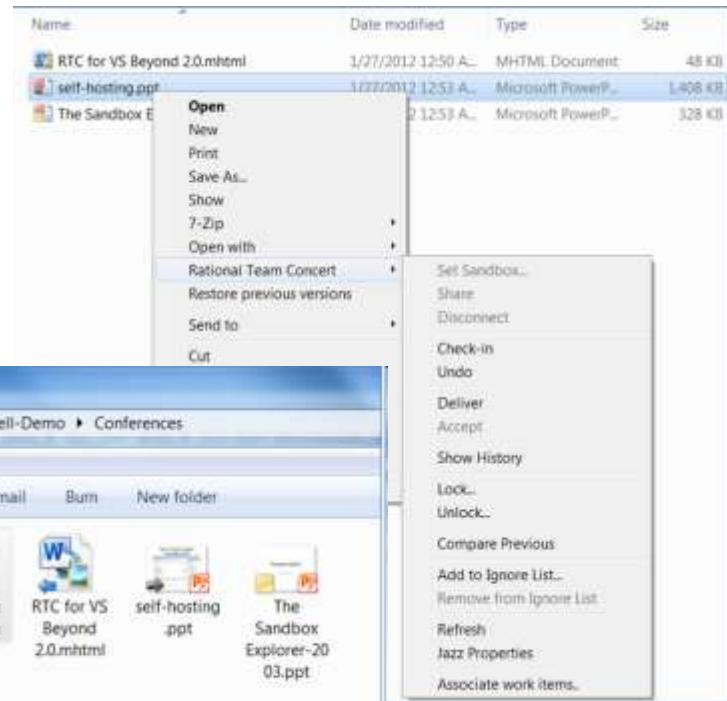 Name Date modified Type Size
RTC for VS Beyond 2.0.mhtml 1/27/2012 12:50 A... MHTML Document 48 KB
self-hosting.ppt 1/27/2012 12:53 A... Microsoft PowerP... 1,408 KB
The Sandbox E 2 12:53 A... Microsoft PowerP... 328 KB
Open
New
Print
Save As...
Show
7-Zip
Open with
Rational Team Concert
Restore previous versions
Send to
Cut
Set Sandbox...
Share
Disconnect
Check-in
Undo
Deliver
Accept
Show History
Lock...
Unlock...
Compare Previous
Add to Ignore List...
Remove from Ignore List
Refresh
Jazz Properties
Associate work items..
ell-Demo Conferences
mail Burn New folder
RTC for VS
Beyond
2.0.mhtml
self-hosting
.ppt
The
Sandbox
Explorer-20
03.ppt